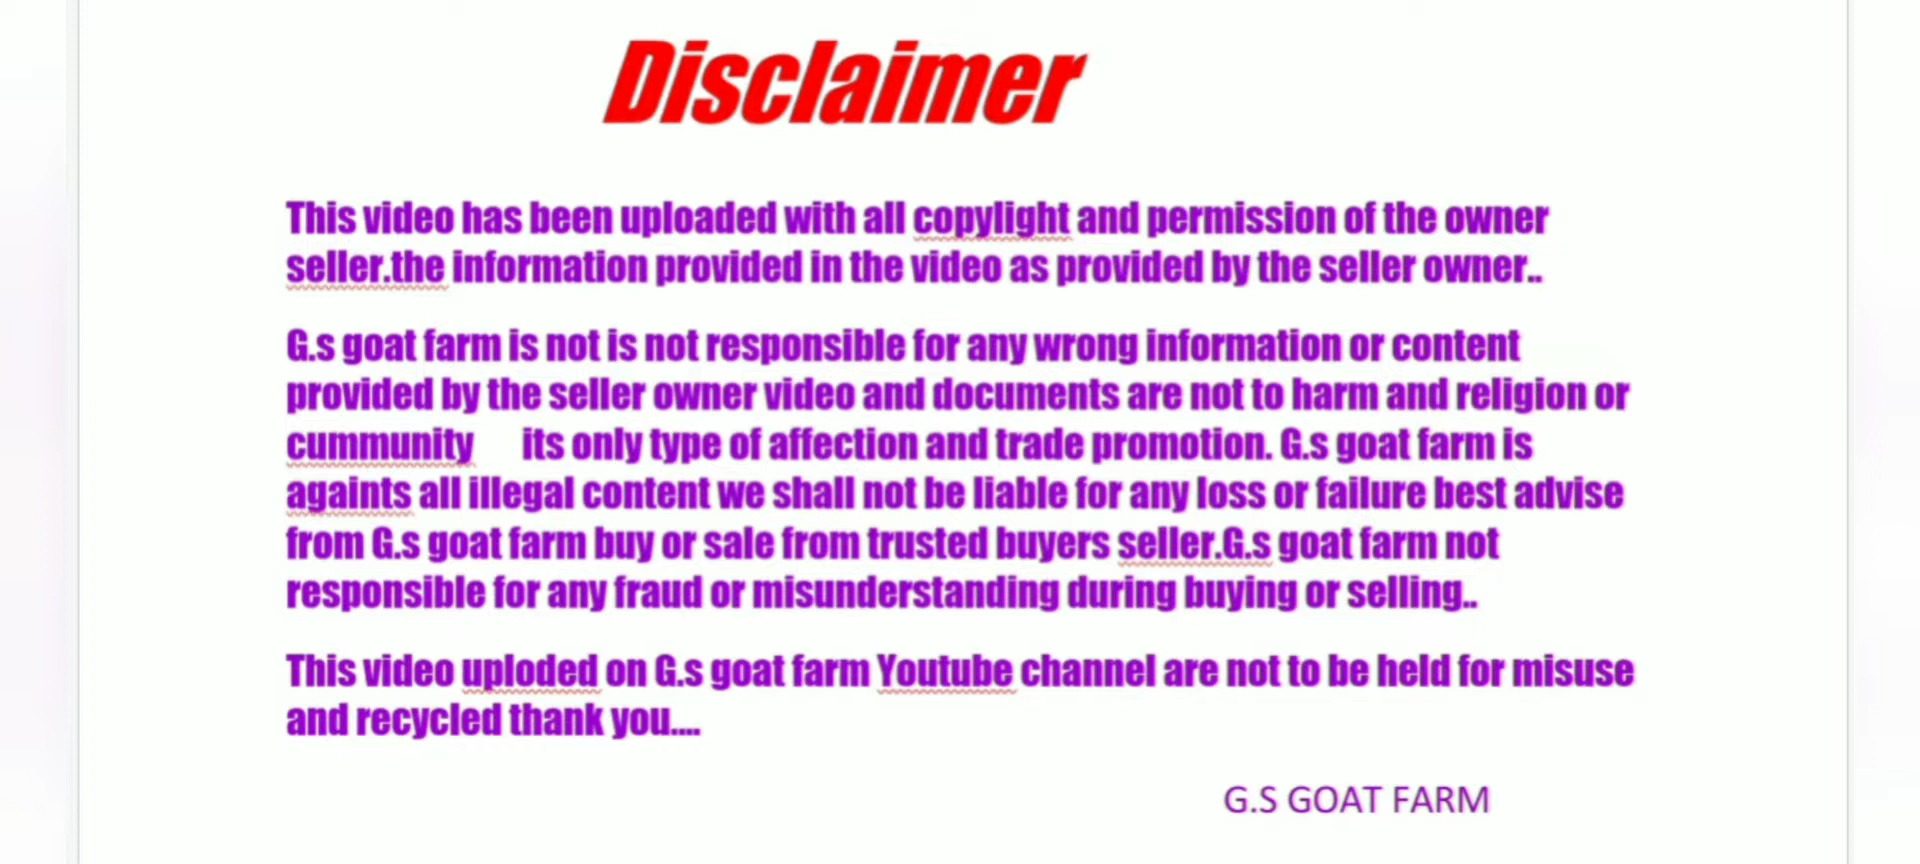 Disclaimer
This video has been uploaded with all copylight and permission of the owner
seller.the information provided in the video as provided by the seller owner..
G.s goat farm is not is not responsible for any wrong information or content
provided by the seller owner video and documents are not to harm and religion or
cummunity its only type of affection and trade promotion. G.s goat farm is
againts all illegal content we shall not be liable for any loss or failure best advise
from G.s goat farm buy or sale from trusted buyers seller.G.s goat farm not
responsible for any fraud or misunderstanding during buying or selling..
This video uploded on G.s goat farm Youtube channel are not to be held for misuse
and recycled thank you....
G.S GOAT FARM